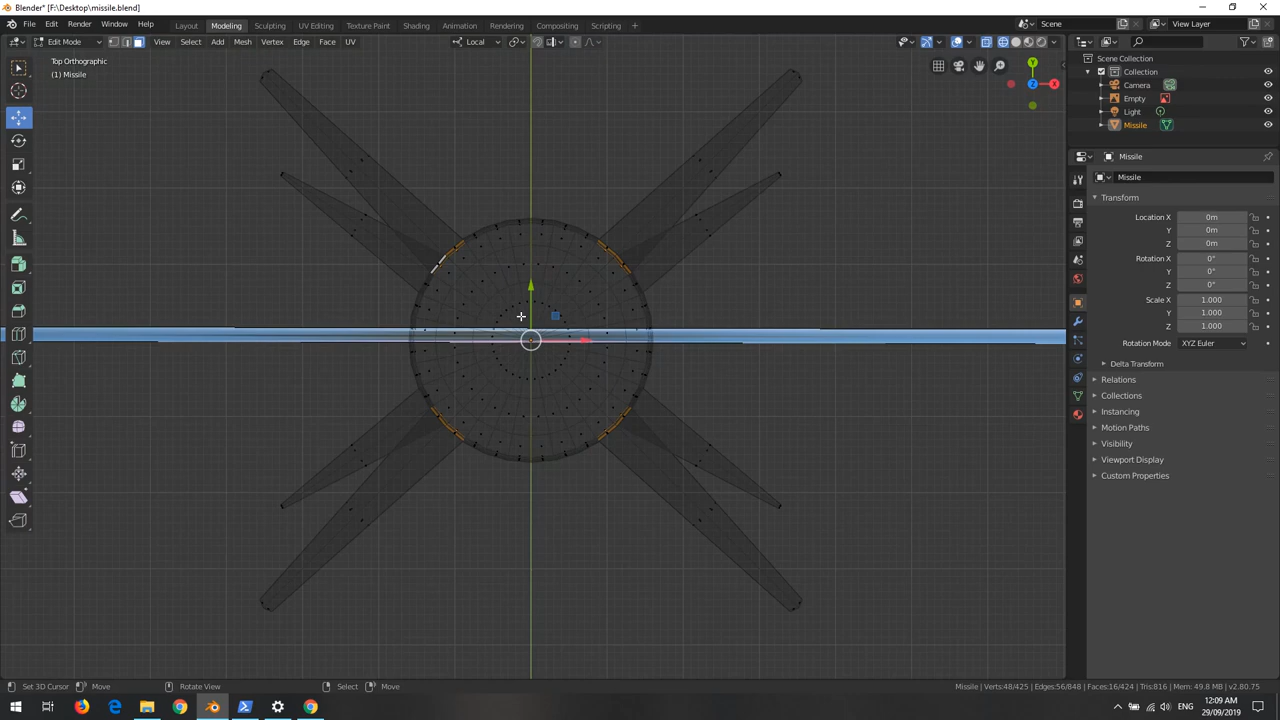 Blender* [F:\Desktop\missile.blend]
File Edit Render Window Help Layout Modeling Sculpting UV Editing Texture Paint Shading Animation Rendering Compositing Scripting Scene View Layer
Edit Mode View Select Add Mesh Vertex Edge Face UV Local
Top Orthographic
(1) Missile
Y
X
Z
Scene Collection
Collection
Camera
Empty
Light
Missile
Missile
Missile
Transform
Location X 0m
Y 0m
Z 0m
Rotation X 0°
Y 0°
Z 0°
Scale X 1.000
Y 1.000
Z 1.000
Rotation Mode XYZ Euler
Delta Transform
Relations
Collections
Instancing
Motion Paths
Visibility
Viewport Display
Custom Properties
Set 3D Cursor Move Rotate View Select Move Missile | Verts:48/425 | Edges:56/848 | Faces:16/424 | Tris:816 | Mem: 49.8 MB | v2.80.75
ENG 12:09 AM
29/09/2019